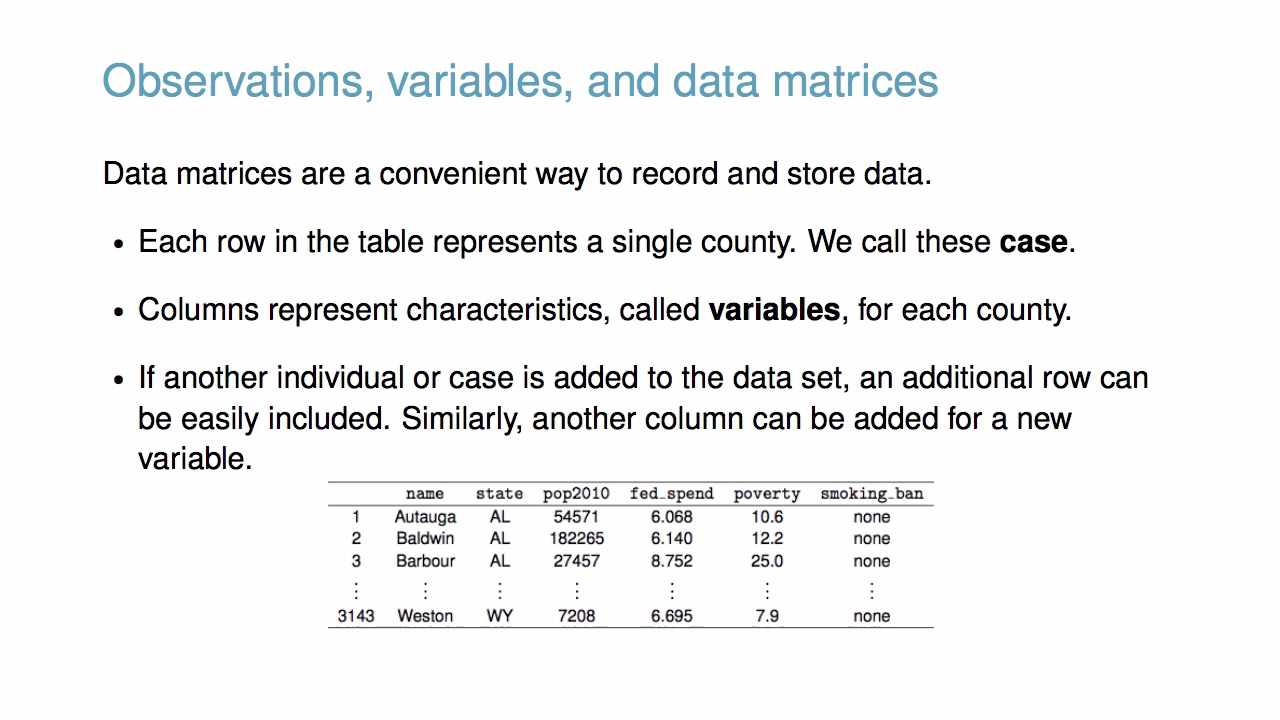 Observations, variables, and data matrices
Data matrices are a convenient way to record and store data.
• Each row in the table represents a single county. We call these case.
• Columns represent characteristics, called variables, for each county.
• If another individual or case is added to the data set, an additional row can
be easily included. Similarly, another column can be added for a new
variable.
name state pop2010 fed_spend poverty smoking_ban
1 Autauga AL 54571 6.068 10.6 none
2 Baldwin AL 182265 6.140 12.2 none
3 Barbour AL 27457 8.752 25.0 none
⋮ ⋮ ⋮ ⋮ ⋮ ⋮ ⋮
3143 Weston WY 7208 6.695 7.9 none